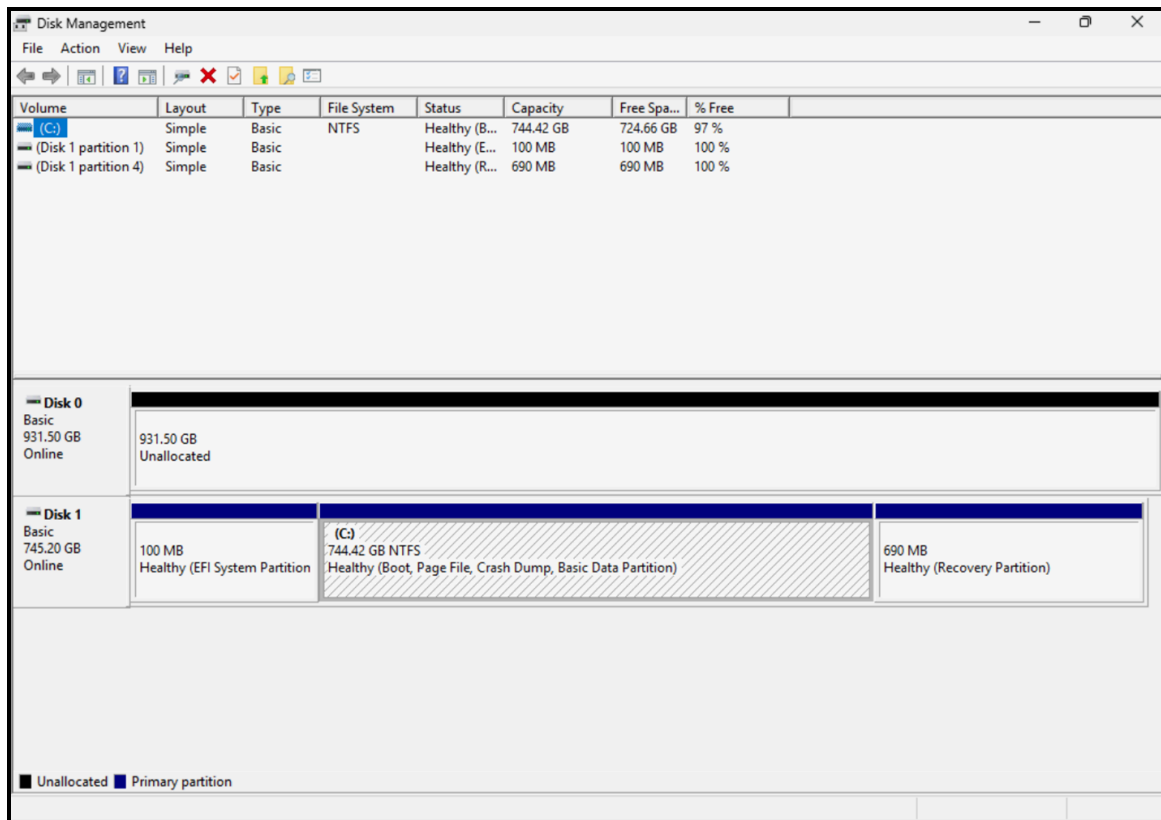 Disk Management
File Action View Help
Volume Layout Type File System Status Capacity Free Spa... % Free
(C:) Simple Basic NTFS Healthy (B... 744.42 GB 724.66 GB 97 %
(Disk 1 partition 1) Simple Basic Healthy (E... 100 MB 100 MB 100 %
(Disk 1 partition 4) Simple Basic Healthy (R... 690 MB 690 MB 100 %
Disk 0
Basic
931.50 GB
Online
931.50 GB
Unallocated
Disk 1
Basic
745.20 GB
Online
100 MB
Healthy (EFI System Partition
(C:)
744.42 GB NTFS
Healthy (Boot, Page File, Crash Dump, Basic Data Partition)
690 MB
Healthy (Recovery Partition)
Unallocated Primary partition